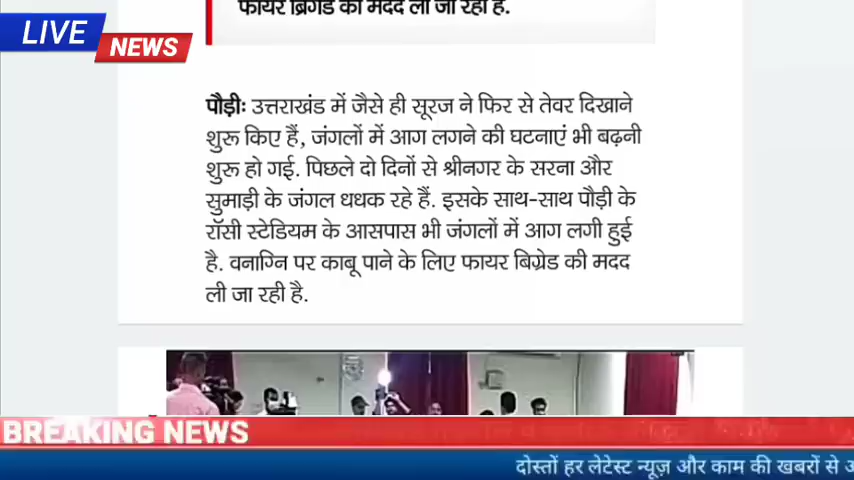 फायर ब्रिगेड की मदद ली जा रही है.
LIVE
NEWS
पौड़ी: उत्तराखंड में जैसे ही सूरज ने फिर से तेवर दिखाने
शुरू किए हैं, जंगलों में आग लगने की घटनाएं भी बढ़नी
शुरू हो गई. पिछले दो दिनों से श्रीनगर के सरना और
सुमाड़ी के जंगल धधक रहे हैं. इसके साथ-साथ पौड़ी के
रॉसी स्टेडियम के आसपास भी जंगलों में आग लगी हुई
है. वनाग्नि पर काबू पाने के लिए फायर बिग्रेड की मदद
ली जा रही है.
BREAKING NEWS
दोस्तों हर लेटेस्ट न्यूज़ और काम की खबरों से